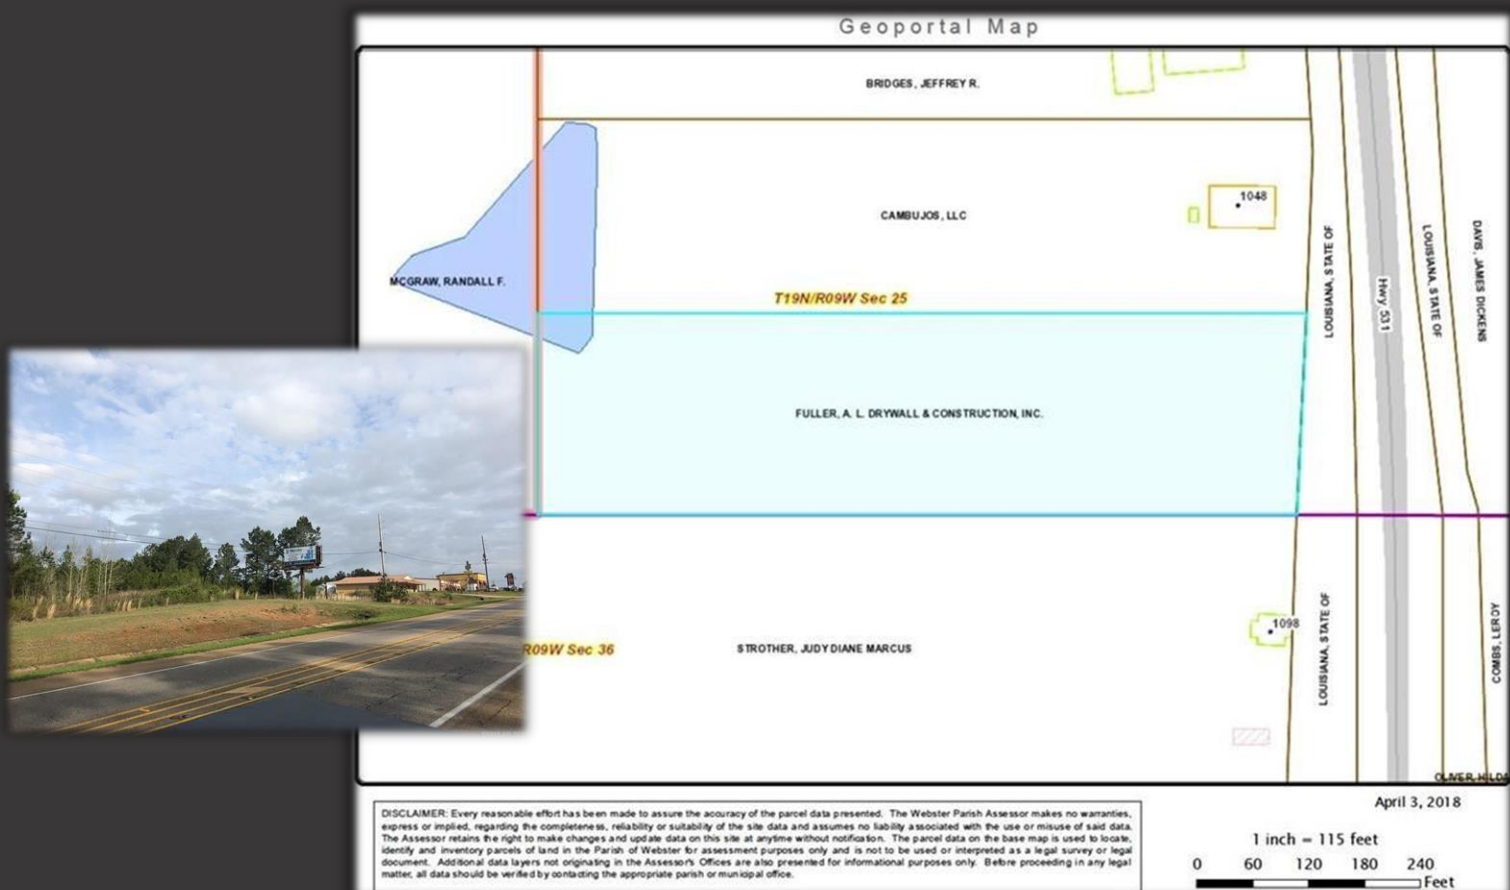 Geoportal Map
BRIDGES, JEFFREY R.
1048
CAMBUJOS, LLC
MCGRAW, RANDALL F.
T19N/R09W Sec 25
LOUISIANA, STATE OF
Hwy 531
LOUISIANA, STATE OF
DAVIS, JAMES DICKENS
FULLER, A. L. DRYWALL & CONSTRUCTION, INC.
R09W Sec 36
STROTHER, JUDY DIANE MARCUS
1098
LOUISIANA, STATE OF
COMBS, LEROY
OLIVER, HILDA
April 3, 2018
DISCLAIMER: Every reasonable effort has been made to assure the accuracy of the parcel data presented. The Webster Parish Assessor makes no warranties,
express or implied, regarding the completeness, reliability or suitability of the site data and assumes no liability associated with the use or misuse of said data.
The Assessor retains the right to make changes and update data on this site at anytime without notification. The parcel data on the base map is used to locate,
identify and inventory parcels of land in the Parish of Webster for assessment purposes only and is not to be used or interpreted as a legal survey or legal
document. Additional data layers not originating in the Assessor's Offices are also presented for informational purposes only. Before proceeding in any legal
matter, all data should be verified by contacting the appropriate parish or municipal office.
1 inch = 115 feet
0 60 120 180 240
Feet